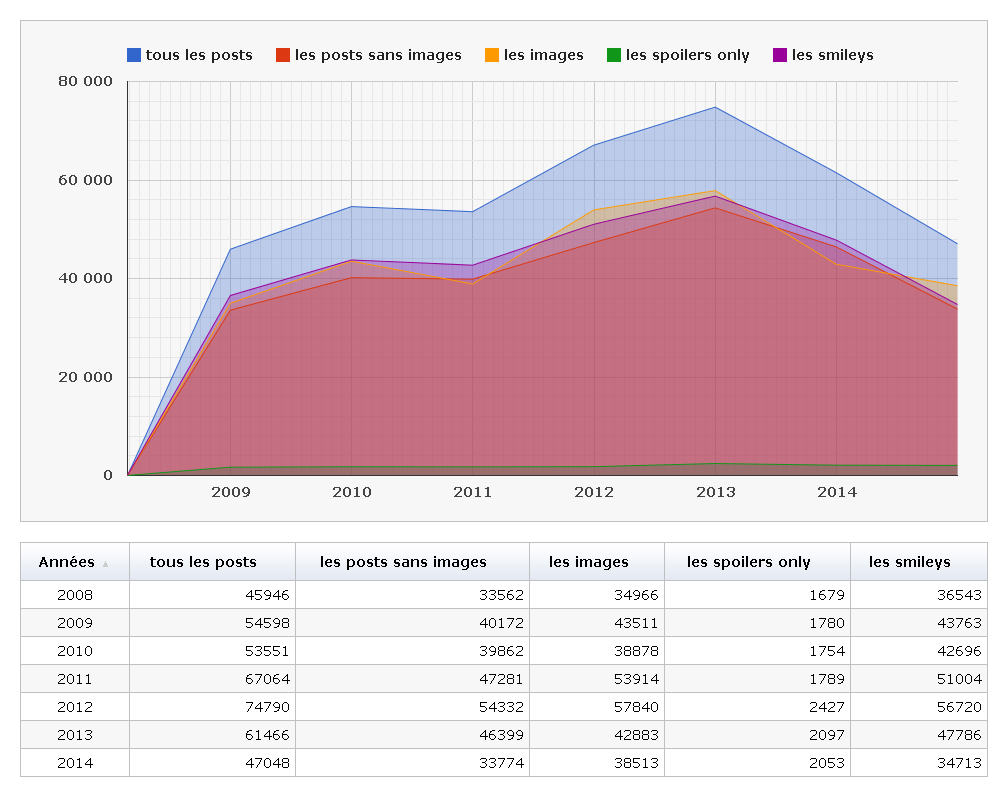 tous les posts les posts sans images les images les spoilers only les smileys
80 000
60 000
40 000
20 000
0
2009 2010 2011 2012 2013 2014
Années tous les posts les posts sans images les images les spoilers only les smileys
2008 45946 33562 34966 1679 36543
2009 54598 40172 43511 1780 43763
2010 53551 39862 38878 1754 42696
2011 67064 47281 53914 1789 51004
2012 74790 54332 57840 2427 56720
2013 61466 46399 42883 2097 47786
2014 47048 33774 38513 2053 34713